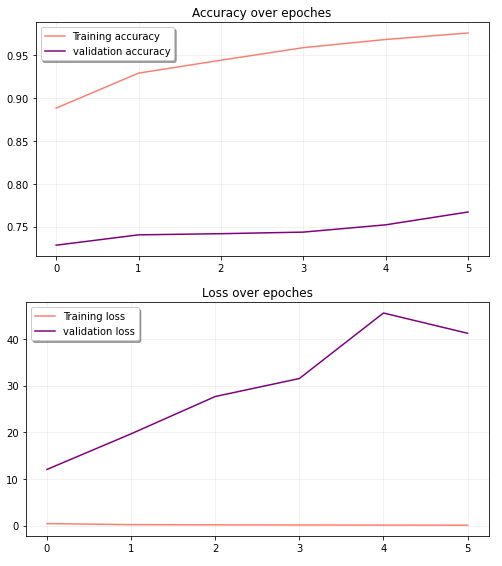 Accuracy over epoches
Training accuracy
validation accuracy
0.95
0.90
0.85
0.80
0.75
0 1 2 3 4 5
Loss over epoches
Training loss
validation loss
40
30
20
10
0
0 1 2 3 4 5